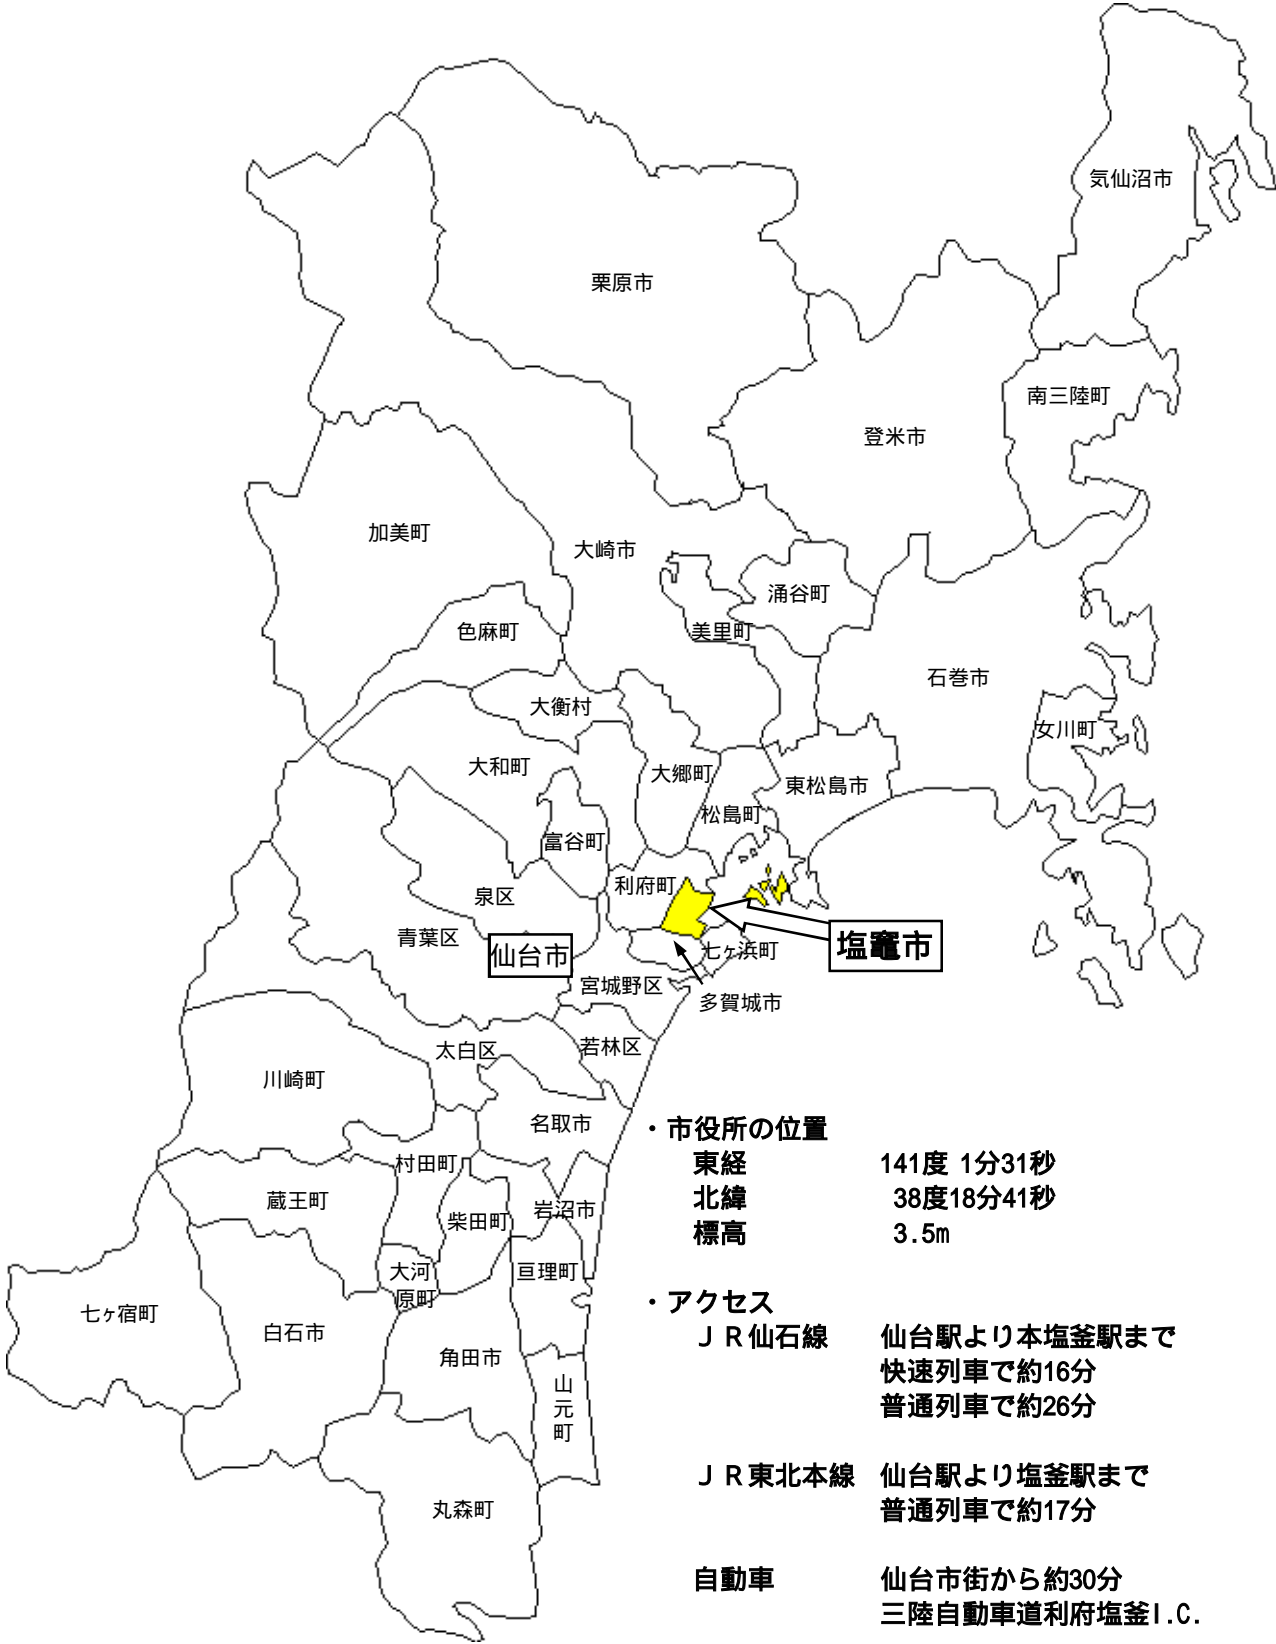 気仙沼市
栗原市
南三陸町
登米市
加美町
大崎市
涌谷町
色麻町
美里町
石巻市
大衡村
女川町
大和町
大郷町
東松島市
松島町
富谷町
利府町
泉区
青葉区
仙台市
塩竈市
七ヶ浜町
宮城野区
多賀城市
若林区
太白区
川崎町
名取市
村田町
蔵王町
柴田町
岩沼市
大河
原町
亘理町
七ヶ宿町
白石市
角田市
山
元
町
丸森町
・市役所の位置
東経 141度 1分31秒
北緯 38度18分41秒
標高 3.5m
・アクセス
ＪＲ仙石線 仙台駅より本塩釜駅まで
快速列車で約16分
普通列車で約26分
ＪＲ東北本線 仙台駅より塩釜駅まで
普通列車で約17分
自動車 仙台市街から約30分
三陸自動車道利府塩釜I.C.